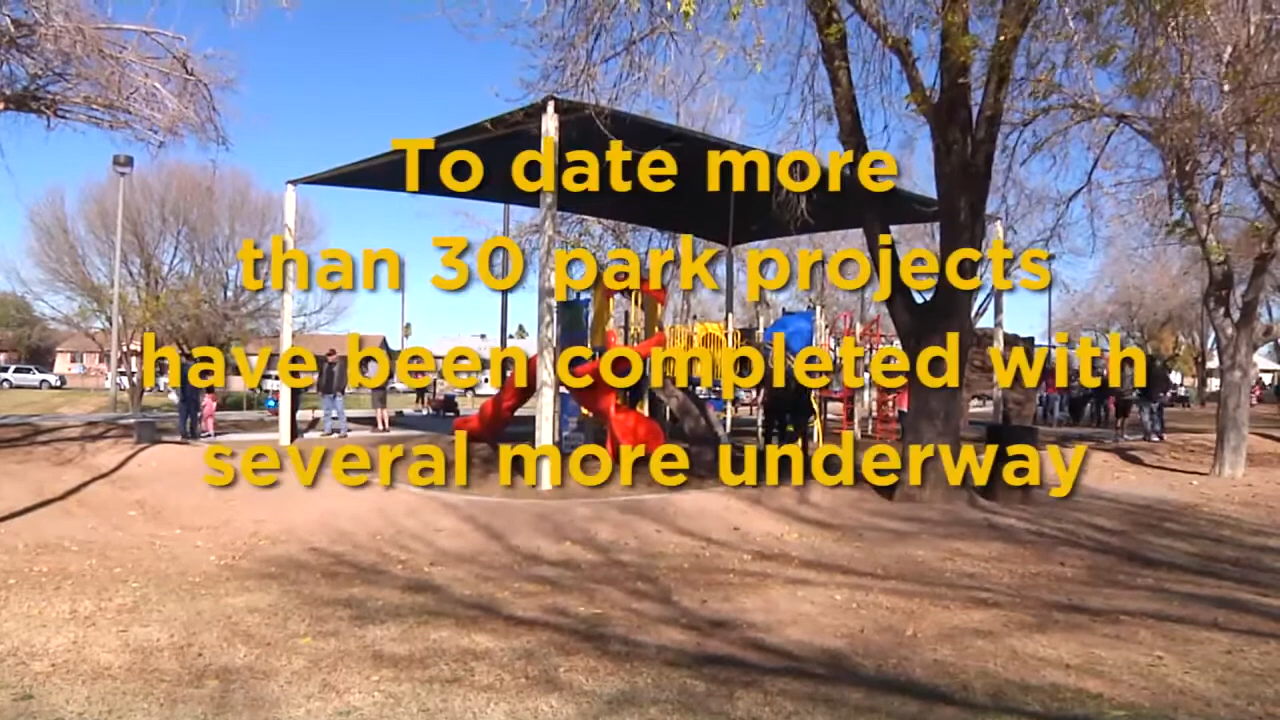 To date more
than 30 park projects
have been completed with
several more underway